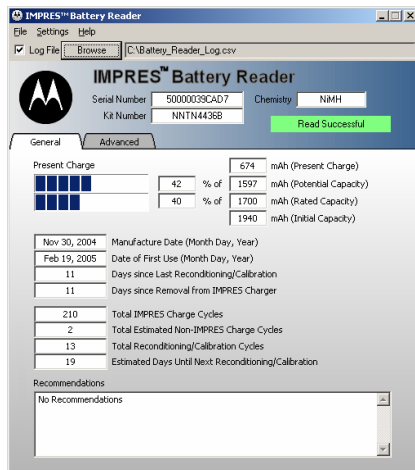 IMPRES™ Battery Reader
File Settings Help
Log File Browse C:\Battery_Reader_Log.csv
IMPRES™ Battery Reader
Serial Number 50000039CAD7 Chemistry NiMH
Kit Number NNTN4436B Read Successful
General Advanced
Present Charge 674 mAh (Present Charge)
42 % of 1597 mAh (Potential Capacity)
40 % of 1700 mAh (Rated Capacity)
1940 mAh (Initial Capacity)
Nov 30, 2004 Manufacture Date (Month Day, Year)
Feb 19, 2005 Date of First Use (Month Day, Year)
11 Days since Last Reconditioning/Calibration
11 Days since Removal from IMPRES Charger
210 Total IMPRES Charge Cycles
2 Total Estimated Non-IMPRES Charge Cycles
13 Total Reconditioning/Calibration Cycles
19 Estimated Days Until Next Reconditioning/Calibration
Recommendations
No Recommendations